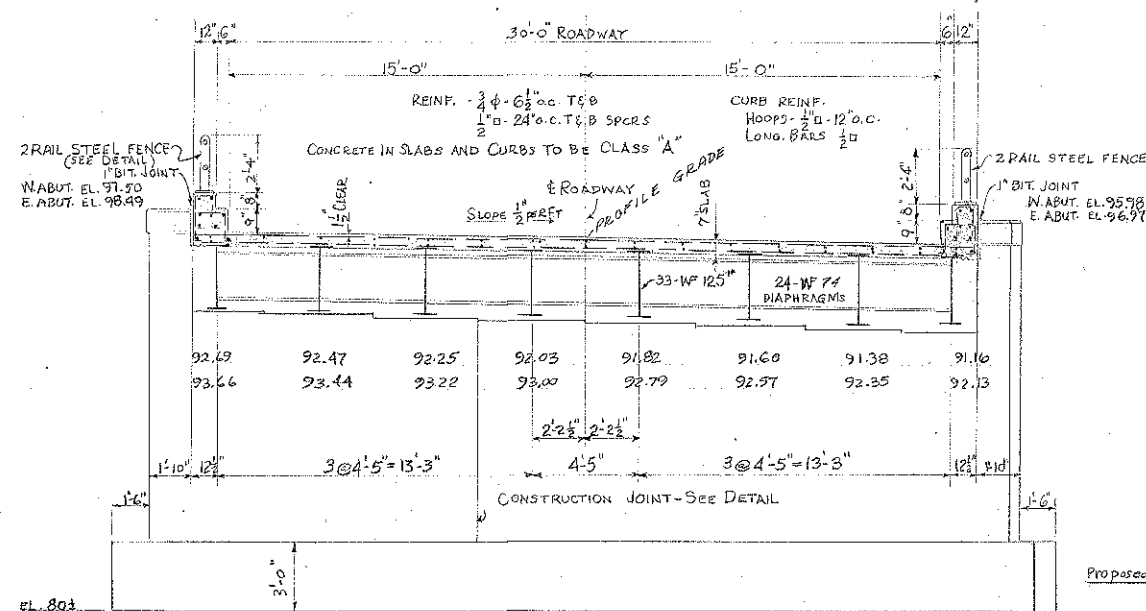 12" 6" 30'-0" ROADWAY 6" 12"
15'-0" 15'-0"
REINF. - 3/4 φ - 6 1/2" o.c. T & B
1/2" □ - 24" o.c. T & B SPCRS
CURB REINF.
HOOPS - 1/2" □ - 12" o.c.
LONG. BARS 1/2 □
CONCRETE IN SLABS AND CURBS TO BE CLASS "A"
2 RAIL STEEL FENCE
(SEE DETAIL)
1" BIT. JOINT
W. ABUT. EL. 97.50
E. ABUT. EL. 98.49
2'-4"
8"
9"
1 1/2" CLEAR
SLOPE 1/2" PER FT
℄ ROADWAY
PROFILE GRADE
7" SLAB
2'-4"
8"
9"
2 RAIL STEEL FENCE
1" BIT. JOINT
W. ABUT. EL. 95.98
E. ABUT. EL. 96.97
33-WF 125#
24-WF 74
DIAPHRAGMS
92.69 92.47 92.25 92.03 91.82 91.60 91.38 91.16
93.66 93.44 93.22 93.00 92.79 92.57 92.35 92.13
2'-2 1/2" 2'-2 1/2"
1'-10" 12 1/2" 3 @ 4'-5" = 13'-3" 4'-5" 3 @ 4'-5" = 13'-3" 12 1/2" 1'-10"
1'-6" CONSTRUCTION JOINT - SEE DETAIL 1'-6"
3'-0"
Proposed
EL. 80±